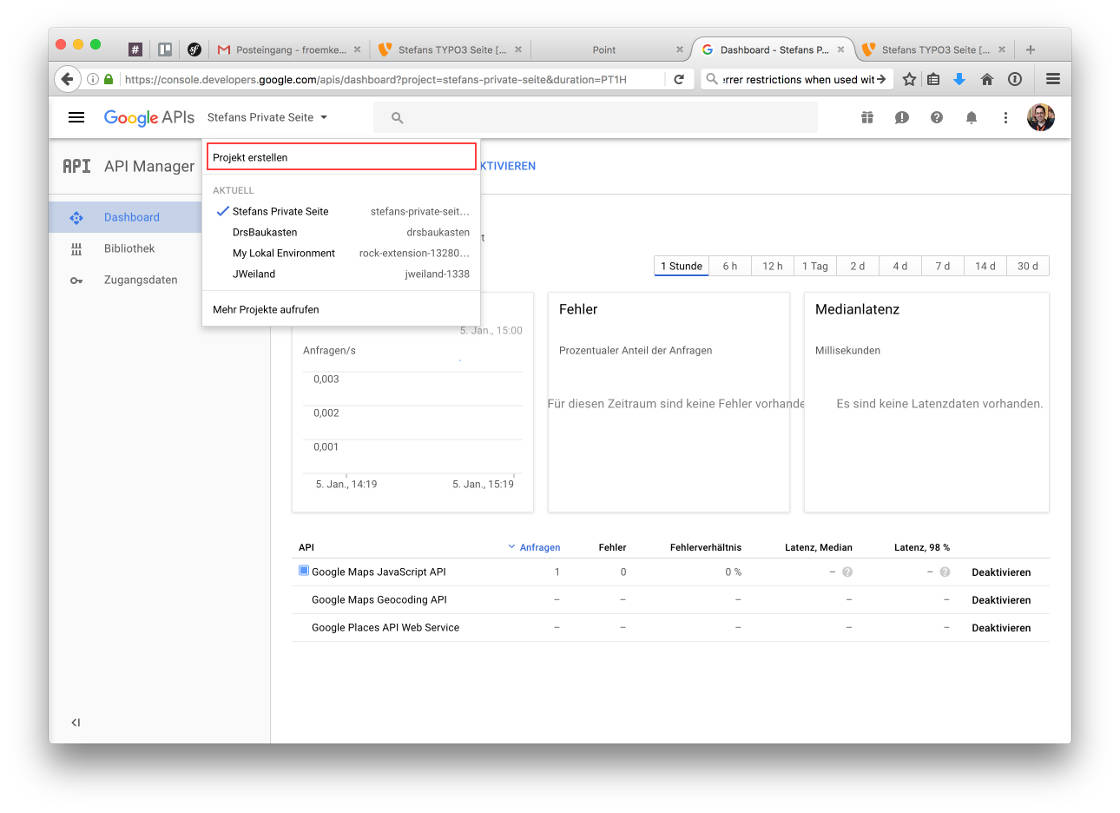 #
Posteingang - froemke... ×
Stefans TYPO3 Seite [... ×
Point ×
Dashboard - Stefans P... ×
Stefans TYPO3 Seite [... ×
https://console.developers.google.com/apis/dashboard?project=stefans-private-seite&duration=PT1H
restrictions when used wit
Google APIs Stefans Private Seite
API API Manager
Projekt erstellen
KTIVIEREN
AKTUELL
Stefans Private Seite stefans-private-seit...
DrsBaukasten drsbaukasten
My Lokal Environment rock-extension-13280...
JWeiland jweiland-1338
Mehr Projekte aufrufen
Dashboard
Bibliothek
Zugangsdaten
t
1 Stunde 6 h 12 h 1 Tag 2 d 4 d 7 d 14 d 30 d
5. Jan., 15:00
Anfragen/s
0,003
0,002
0,001
5. Jan., 14:19 5. Jan., 15:19
Fehler
Prozentualer Anteil der Anfragen
Für diesen Zeitraum sind keine Fehler vorhande
Medianlatenz
Millisekunden
Es sind keine Latenzdaten vorhanden.
API Anfragen Fehler Fehlerverhältnis Latenz, Median Latenz, 98 %
Google Maps JavaScript API 1 0 0 % – – Deaktivieren
Google Maps Geocoding API – – – – – Deaktivieren
Google Places API Web Service – – – – – Deaktivieren